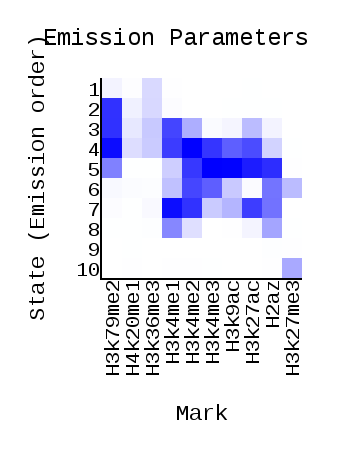 Emission Parameters
State (Emission order)
1
2
3
4
5
6
7
8
9
10
H3k79me2
H4k20me1
H3k36me3
H3k4me1
H3k4me2
H3k4me3
H3k9ac
H3k27ac
H2az
H3k27me3
Mark